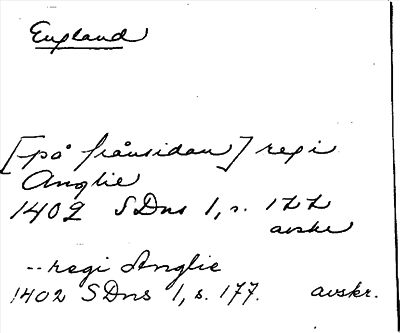 England
[på frånsidan] regi
Anglie
1402 SDns 1, s. 177
avskr
-- regi Anglie
1402 SDns 1, s. 177. avskr.